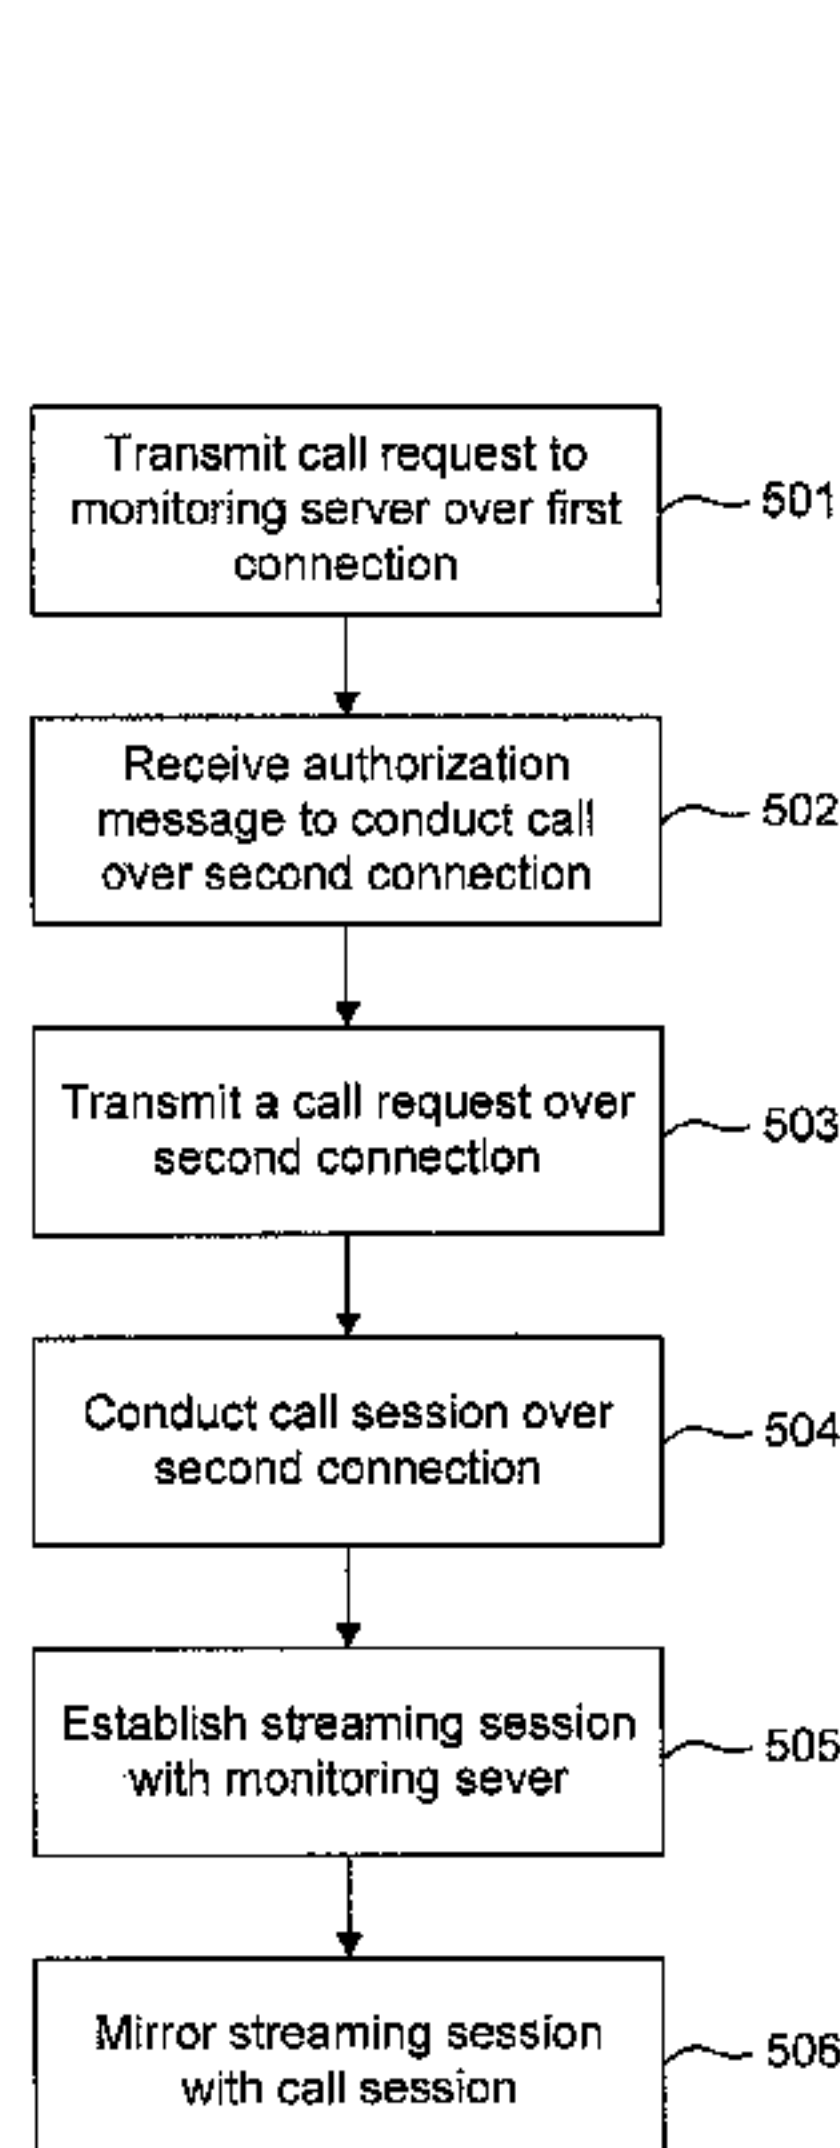 Transmit call request to
monitoring server over first
connection
501
Receive authorization
message to conduct call
over second connection
502
Transmit a call request over
second connection
503
Conduct call session over
second connection
504
Establish streaming session
with monitoring sever
505
Mirror streaming session
with call session
506